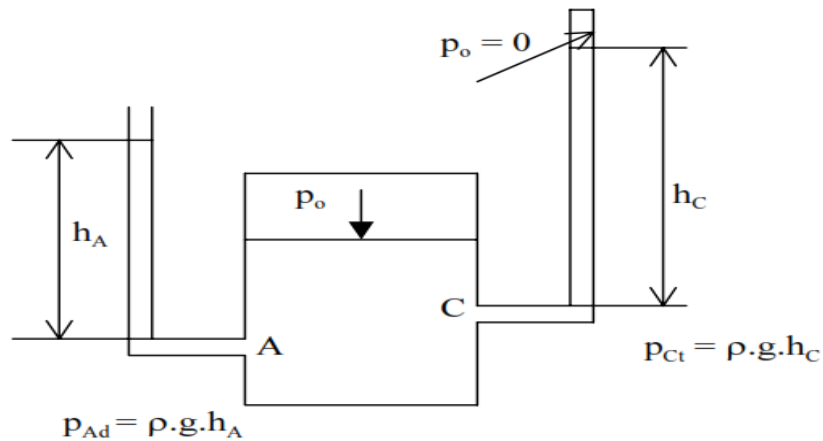 pₒ = 0
h_A
pₒ
h_C
A
C
p_Ct = ρ.g.h_C
p_Ad = ρ.g.h_A